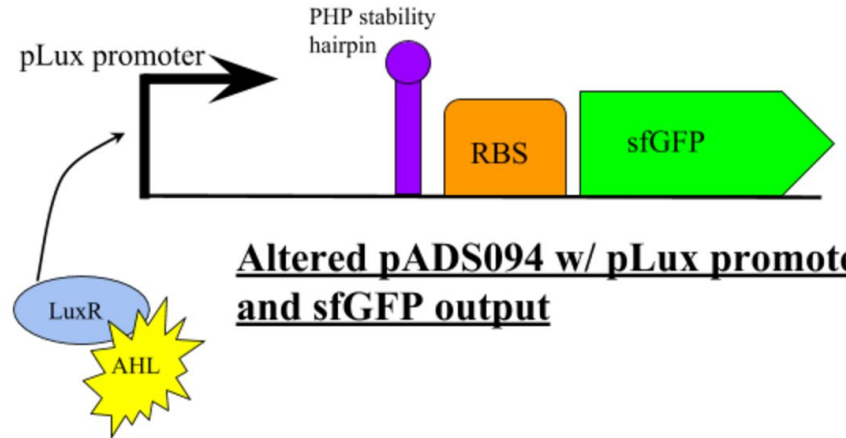 PHP stability
hairpin
pLux promoter
RBS
sfGFP
Altered pADS094 w/ pLux promote
and sfGFP output
LuxR
AHL